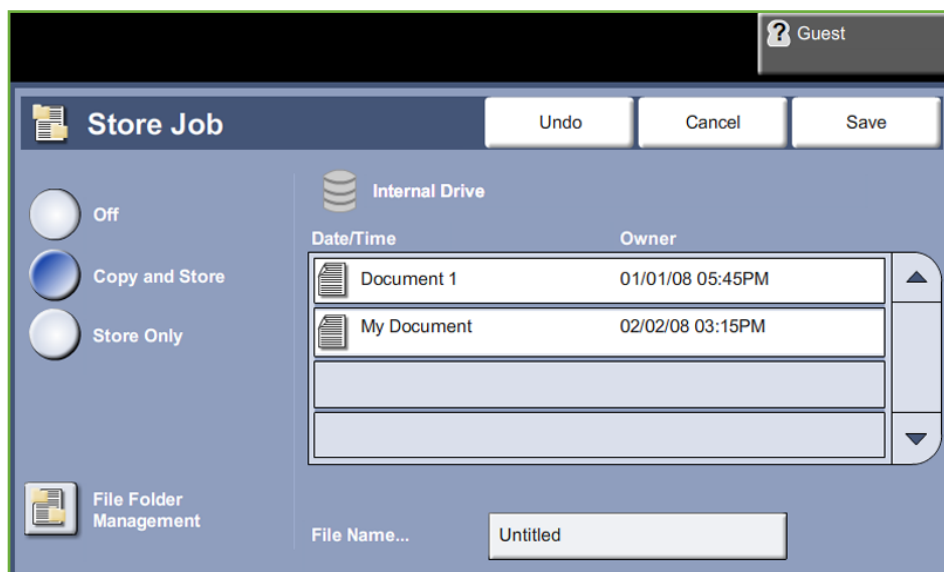 Guest
Store Job
Undo
Cancel
Save
Off
Copy and Store
Store Only
File Folder
Management
Internal Drive
Date/Time Owner
Document 1 01/01/08 05:45PM
My Document 02/02/08 03:15PM
File Name... Untitled